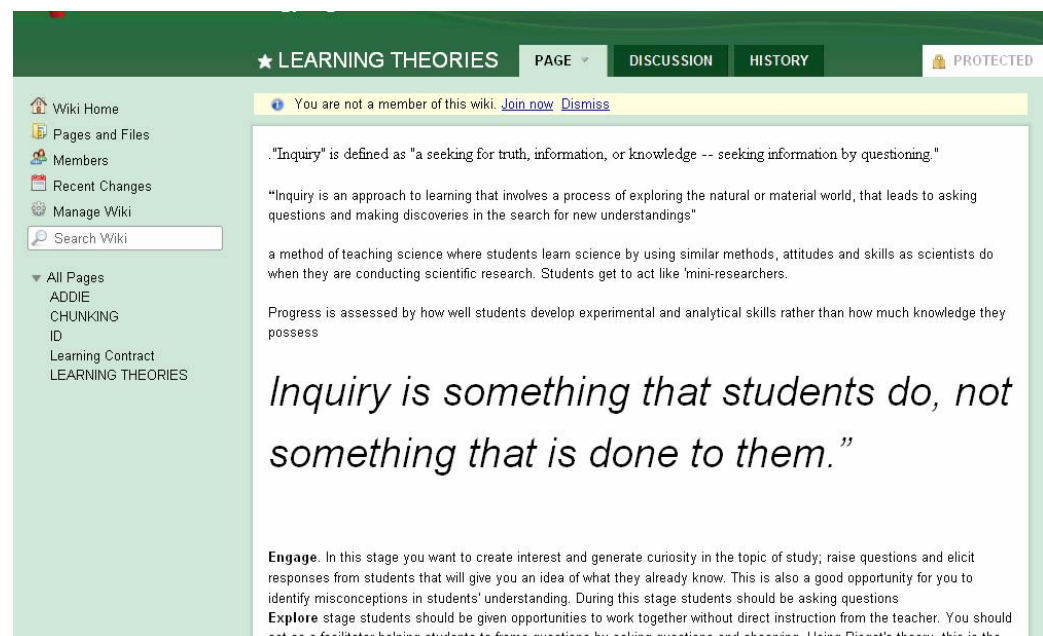 ★ LEARNING THEORIES
PAGE
DISCUSSION
HISTORY
PROTECTED
Wiki Home
Pages and Files
Members
Recent Changes
Manage Wiki
Search Wiki
All Pages
ADDIE
CHUNKING
ID
Learning Contract
LEARNING THEORIES
You are not a member of this wiki. Join now Dismiss
."Inquiry" is defined as "a seeking for truth, information, or knowledge -- seeking information by questioning."
“Inquiry is an approach to learning that involves a process of exploring the natural or material world, that leads to asking
questions and making discoveries in the search for new understandings"
a method of teaching science where students learn science by using similar methods, attitudes and skills as scientists do
when they are conducting scientific research. Students get to act like 'mini-researchers.
Progress is assessed by how well students develop experimental and analytical skills rather than how much knowledge they
possess
Inquiry is something that students do, not
something that is done to them.”
Engage. In this stage you want to create interest and generate curiosity in the topic of study; raise questions and elicit
responses from students that will give you an idea of what they already know. This is also a good opportunity for you to
identify misconceptions in students' understanding. During this stage students should be asking questions
Explore stage students should be given opportunities to work together without direct instruction from the teacher. You should